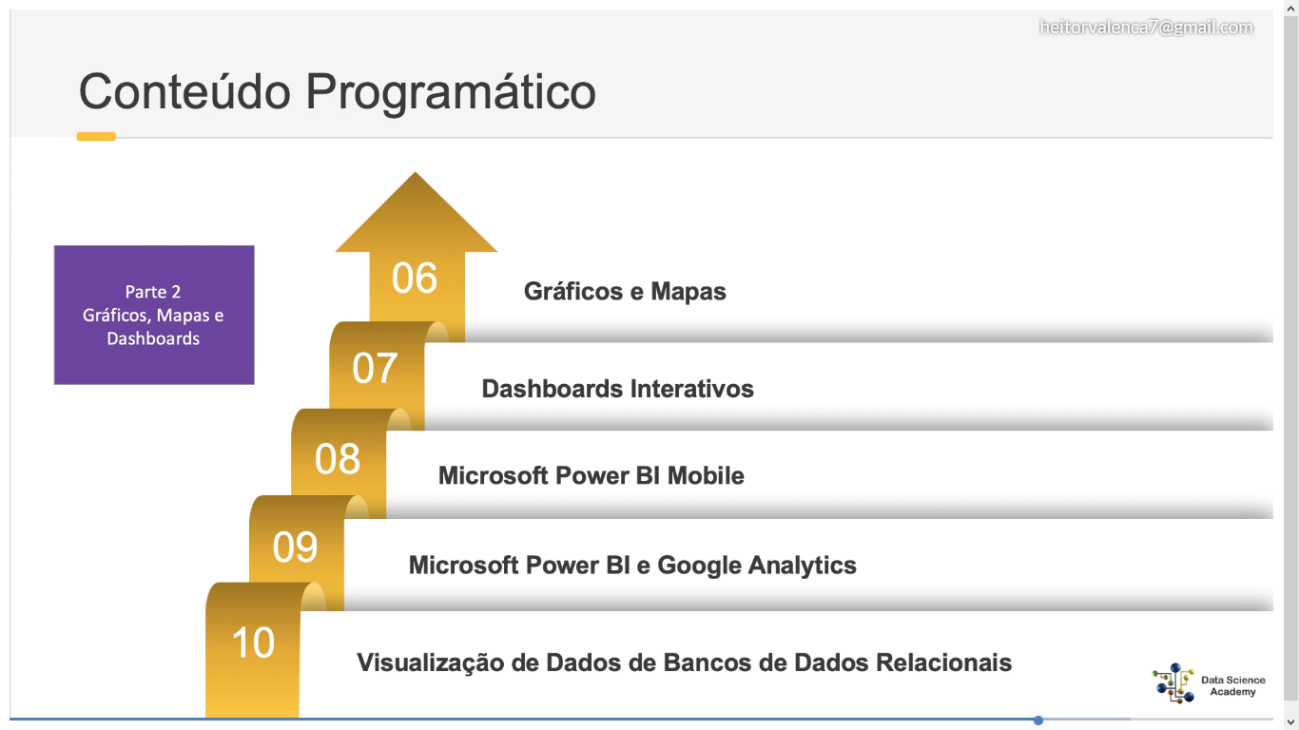 heitorvalenca7@gmail.com
Conteúdo Programático
Parte 2
Gráficos, Mapas e
Dashboards
06
Gráficos e Mapas
07
Dashboards Interativos
08
Microsoft Power BI Mobile
09
Microsoft Power BI e Google Analytics
10
Visualização de Dados de Bancos de Dados Relacionais
Data Science
Academy